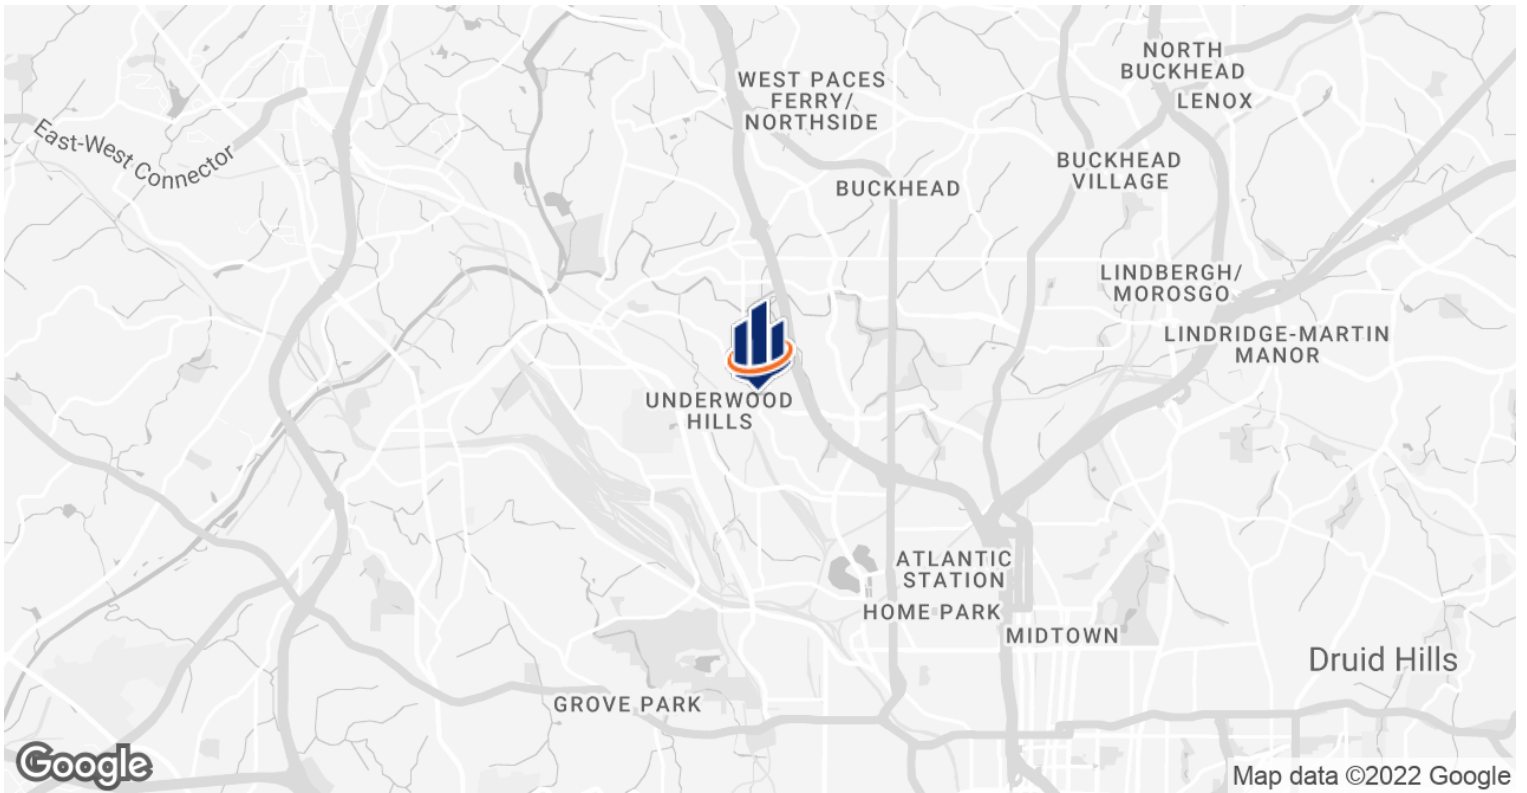 NORTH
BUCKHEAD
LENOX
WEST PACES
FERRY/
NORTHSIDE
East-West Connector
BUCKHEAD
VILLAGE
BUCKHEAD
LINDBERGH/
MOROSGO
LINDRIDGE-MARTIN
MANOR
UNDERWOOD
HILLS
ATLANTIC
STATION
HOME PARK
MIDTOWN
Druid Hills
GROVE PARK
Google
Map data ©2022 Google